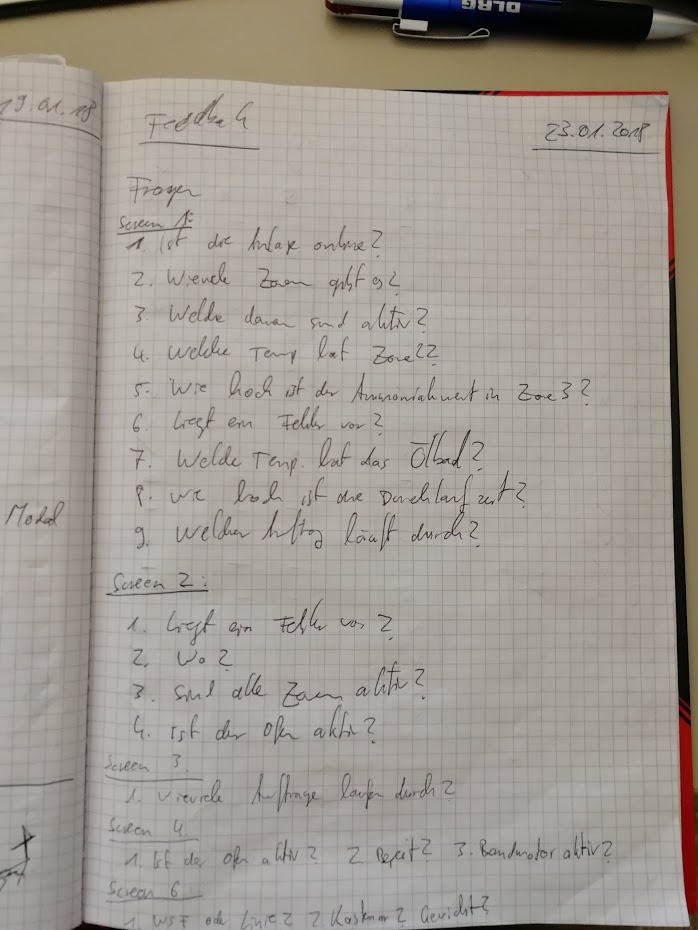 DLRG
19.01.18
Feedback
23.01.2018
Fragen
Screen 1:
1. Ist die Anlage online?
2. Wieviele Zonen gibt es?
3. Welche davon sind aktiv?
4. Welche Temp hat Zone 2?
5. Wie hoch ist der Ammoniakwert in Zone 3?
6. Liegt ein Fehler vor?
7. Welche Temp. hat das Ölbad?
8. Wie hoch ist die Durchlaufzeit?
9. Welcher Auftrag läuft durch?
Screen 2:
1. Liegt ein Fehler vor?
2. Wo?
3. Sind alle Zonen aktiv?
4. Ist der Ofen aktiv?
Screen 3
1. Wieviele Aufträge laufen durch?
Screen 4
1. Ist der Ofen aktiv? 2. Bereit? 3. Bandmotor aktiv?
Screen 6
1. oder Linie? 2. Gewicht?